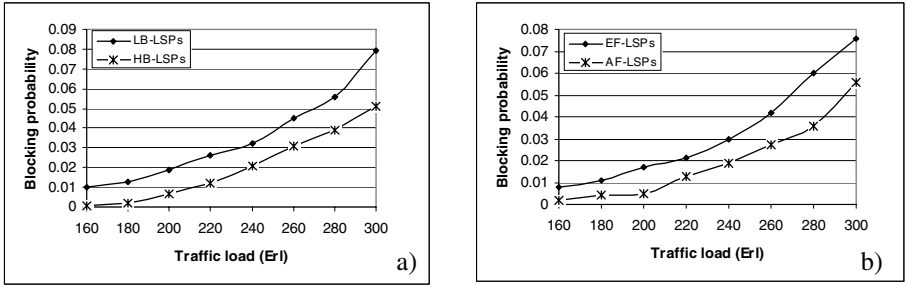 0.09
0.08
0.07
0.06
0.05
0.04
0.03
0.02
0.01
0
Blocking probability
LB-LSPs
HB-LSPs
160 180 200 220 240 260 280 300
Traffic load (Erl)
a)
0.08
0.07
0.06
0.05
0.04
0.03
0.02
0.01
0
Blocking probability
EF-LSPs
AF-LSPs
160 180 200 220 240 260 280 300
Traffic load (Erl)
b)